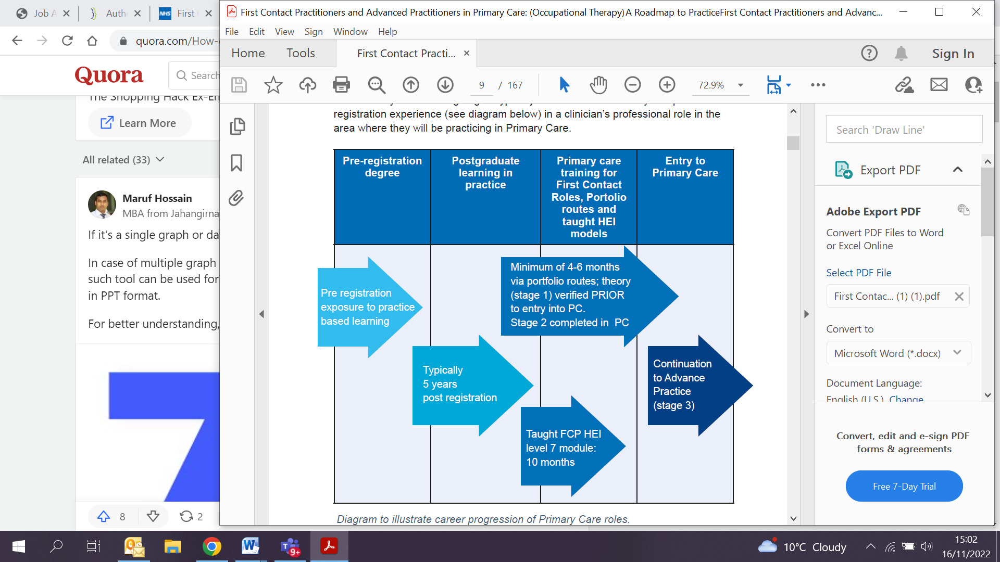 Job A
Auth
First
quora.com/How-
Quora
Search
The Shopping Hack Ex-Em
Learn More
All related (33)
Maruf Hossain
MBA from Jahangirna
If it's a single graph or da
In case of multiple graph
such tool can be used for
in PPT format.
For better understanding,
8
2
First Contact Practitioners and Advanced Practitioners in Primary Care: (Occupational Therapy) A Roadmap to PracticeFirst Contact Practitioners and Advanc...
File Edit View Sign Window Help
Home Tools First Contact Practi...
Sign In
9 / 167
72.9%
registration experience (see diagram below) in a clinician's professional role in the
area where they will be practicing in Primary Care.
Pre-registration
degree
Postgraduate
learning in
practice
Primary care
training for
First Contact
Roles, Portolio
routes and
taught HEI
models
Entry to
Primary Care
Pre registration
exposure to practice
based learning
Minimum of 4-6 months
via portfolio routes; theory
(stage 1) verified PRIOR
to entry into PC.
Stage 2 completed in PC
Typically
5 years
post registration
Continuation
to Advance
Practice
(stage 3)
Taught FCP HEI
level 7 module:
10 months
Diagram to illustrate career progression of Primary Care roles.
Search 'Draw Line'
Export PDF
Adobe Export PDF
Convert PDF Files to Word
or Excel Online
Select PDF File
First Contac... (1) (1).pdf
Convert to
Microsoft Word (*.docx)
Document Language:
English (U.S.) Change
Convert, edit and e-sign PDF
forms & agreements
Free 7-Day Trial
9+
10°C Cloudy
15:02
16/11/2022